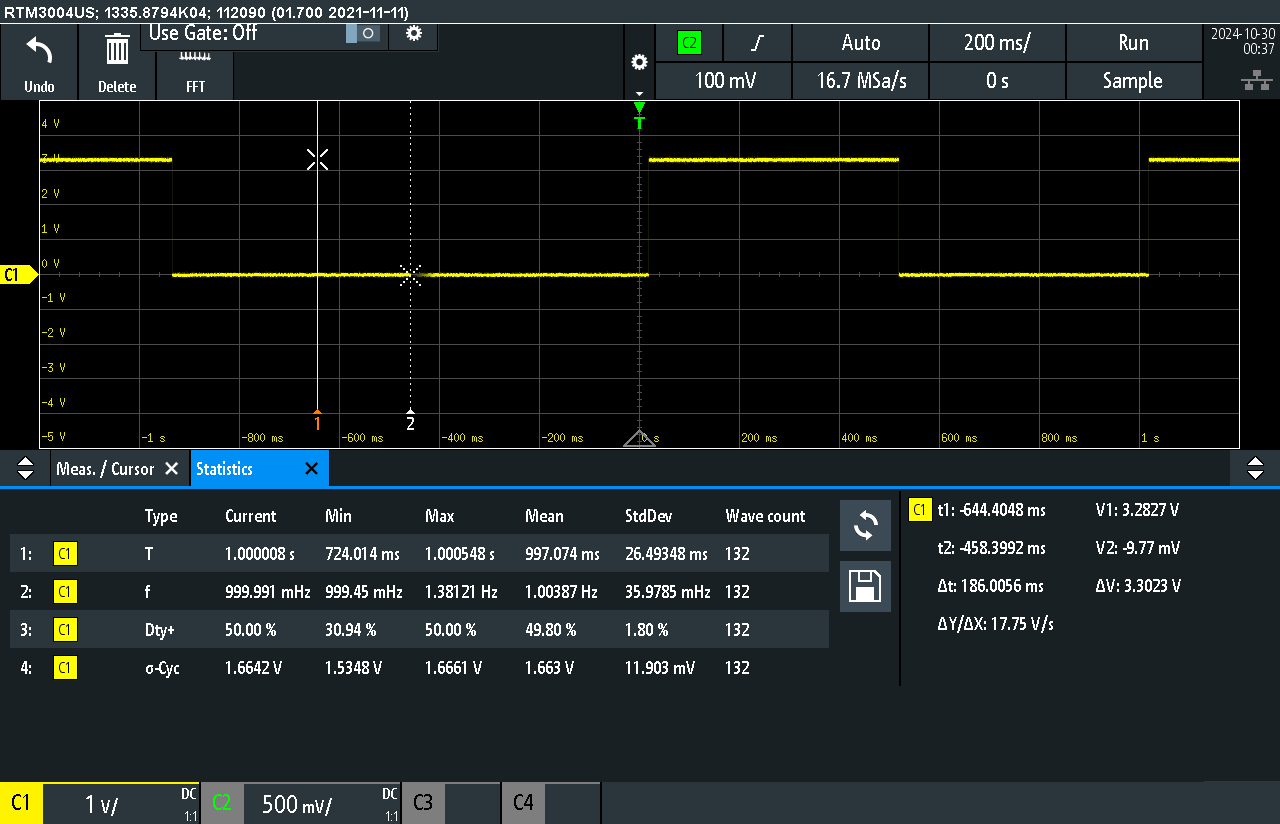 RTM3004US; 1335.8794K04; 112090 (01.700 2021-11-11)
Use Gate: Off
Undo
Delete
FFT
C2
Auto
200 ms/
Run
2024-10-30
00:37
100 mV
16.7 MSa/s
0 s
Sample
T
4 V
3 V
2 V
1 V
C1
0 V
-1 V
-2 V
-3 V
-4 V
-5 V
1
2
-1 s
-800 ms
-600 ms
-400 ms
-200 ms
0 s
200 ms
400 ms
600 ms
800 ms
1 s
Meas. / Cursor
Statistics
Type Current Min Max Mean StdDev Wave count
1: C1 T 1.000008 s 724.014 ms 1.000548 s 997.074 ms 26.49348 ms 132
2: C1 f 999.991 mHz 999.45 mHz 1.38121 Hz 1.00387 Hz 35.9785 mHz 132
3: C1 Dty+ 50.00 % 30.94 % 50.00 % 49.80 % 1.80 % 132
4: C1 σ-Cyc 1.6642 V 1.5348 V 1.6661 V 1.663 V 11.903 mV 132
C1 t1: -644.4048 ms V1: 3.2827 V
t2: -458.3992 ms V2: -9.77 mV
Δt: 186.0056 ms ΔV: 3.3023 V
ΔY/ΔX: 17.75 V/s
C1 1 V/ DC 1:1
C2 500 mV/ DC 1:1
C3
C4